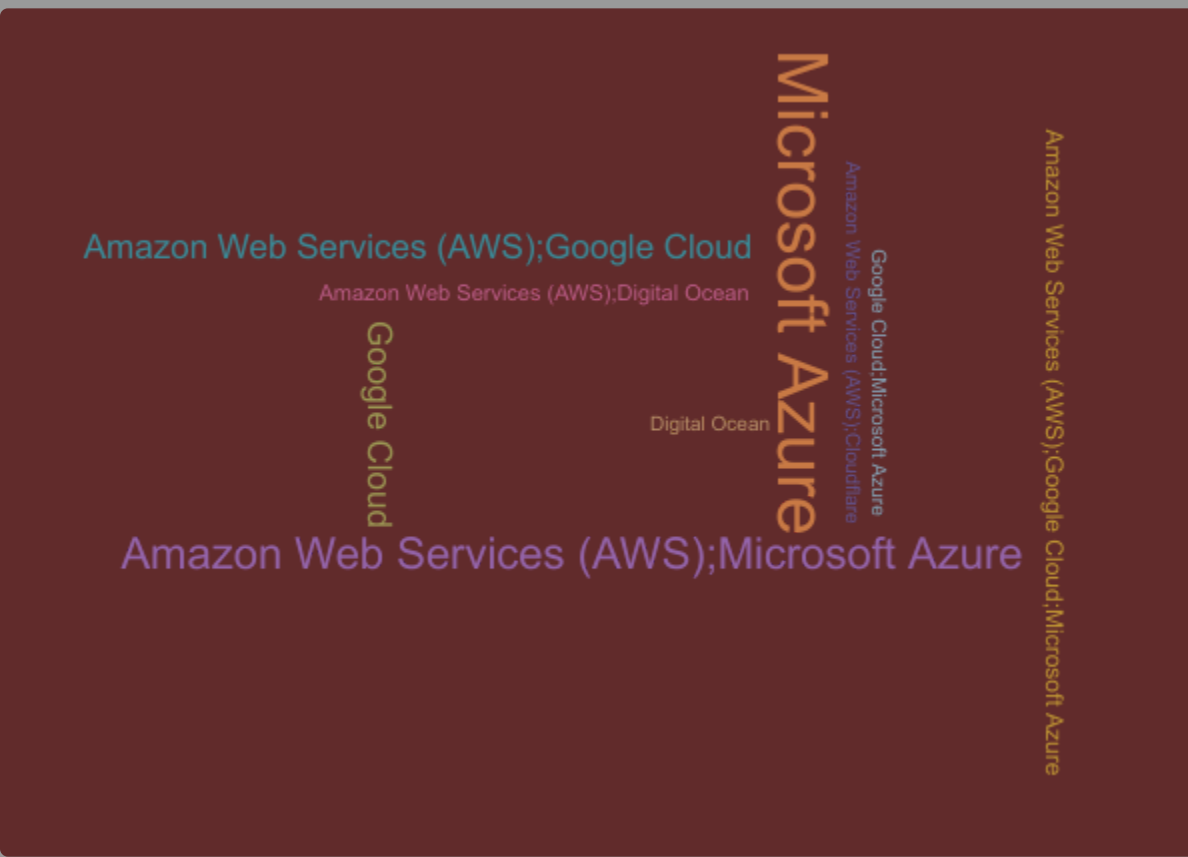 Amazon Web Services (AWS);Google Cloud
Amazon Web Services (AWS);Digital Ocean
Google Cloud
Digital Ocean
Microsoft Azure
Amazon Web Services (AWS);Cloudflare
Google Cloud;Microsoft Azure
Amazon Web Services (AWS);Microsoft Azure
Amazon Web Services (AWS);Google Cloud;Microsoft Azure